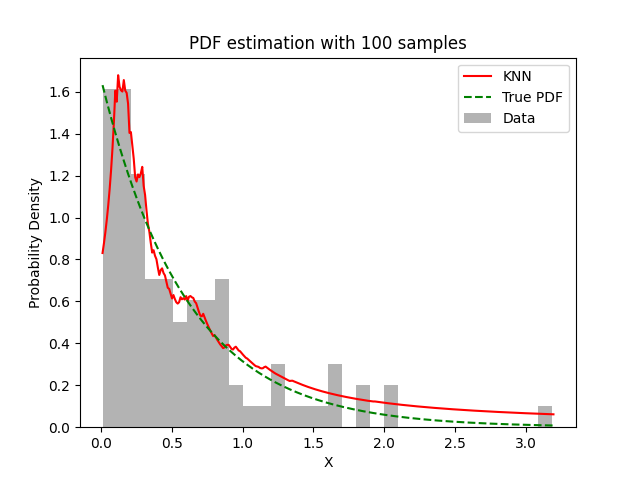 PDF estimation with 100 samples
KNN
True PDF
Data
Probability Density
1.6
1.4
1.2
1.0
0.8
0.6
0.4
0.2
0.0
0.0 0.5 1.0 1.5 2.0 2.5 3.0
X